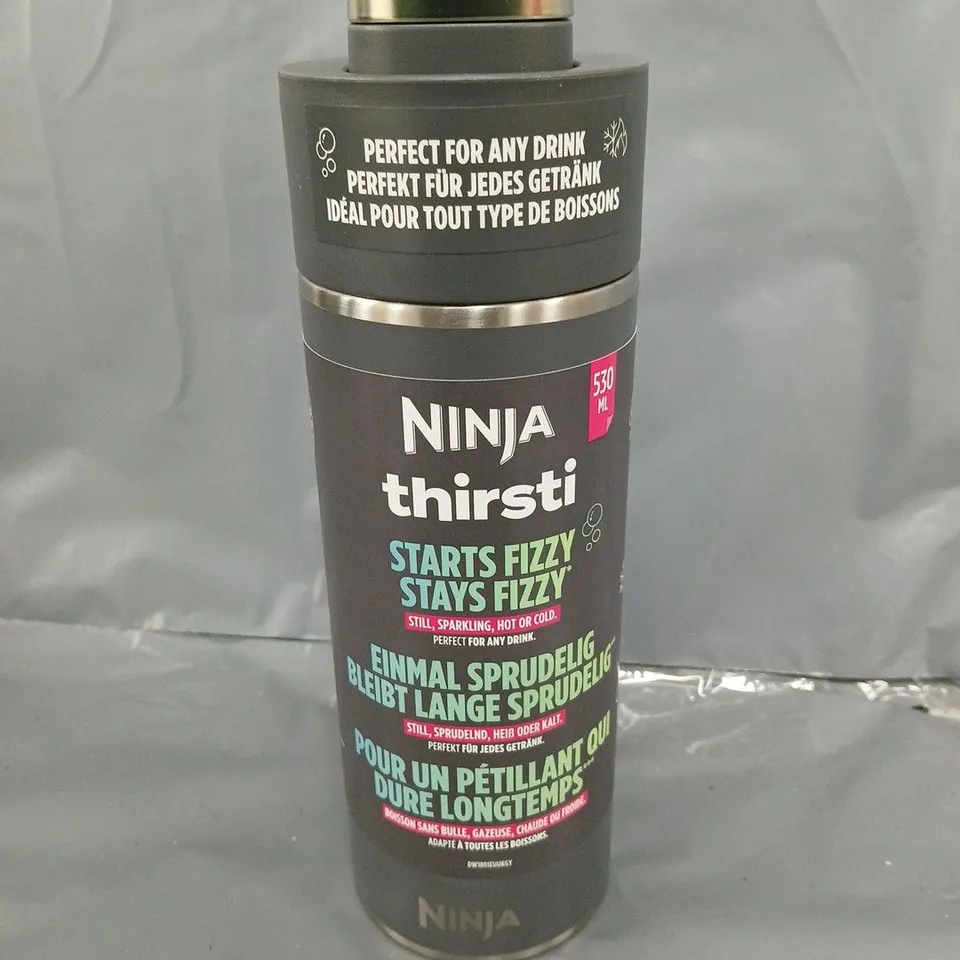 PERFECT FOR ANY DRINK
PERFEKT FÜR JEDES GETRÄNK
IDÉAL POUR TOUT TYPE DE BOISSONS
530
ML
NINJA
thirsti
STARTS FIZZY
STAYS FIZZY*
STILL, SPARKLING, HOT OR COLD.
PERFECT FOR ANY DRINK.
EINMAL SPRUDELIG
BLEIBT LANGE SPRUDELIG**
STILL, SPRUDELND, HEIß ODER KALT.
PERFEKT FÜR JEDES GETRÄNK.
POUR UN PÉTILLANT QUI
DURE LONGTEMPS***
BOISSON SANS BULLE, GAZEUSE, CHAUDE OU FROIDE.
ADAPTÉ À TOUTES LES BOISSONS.
DW1801EUUKGY
NINJA